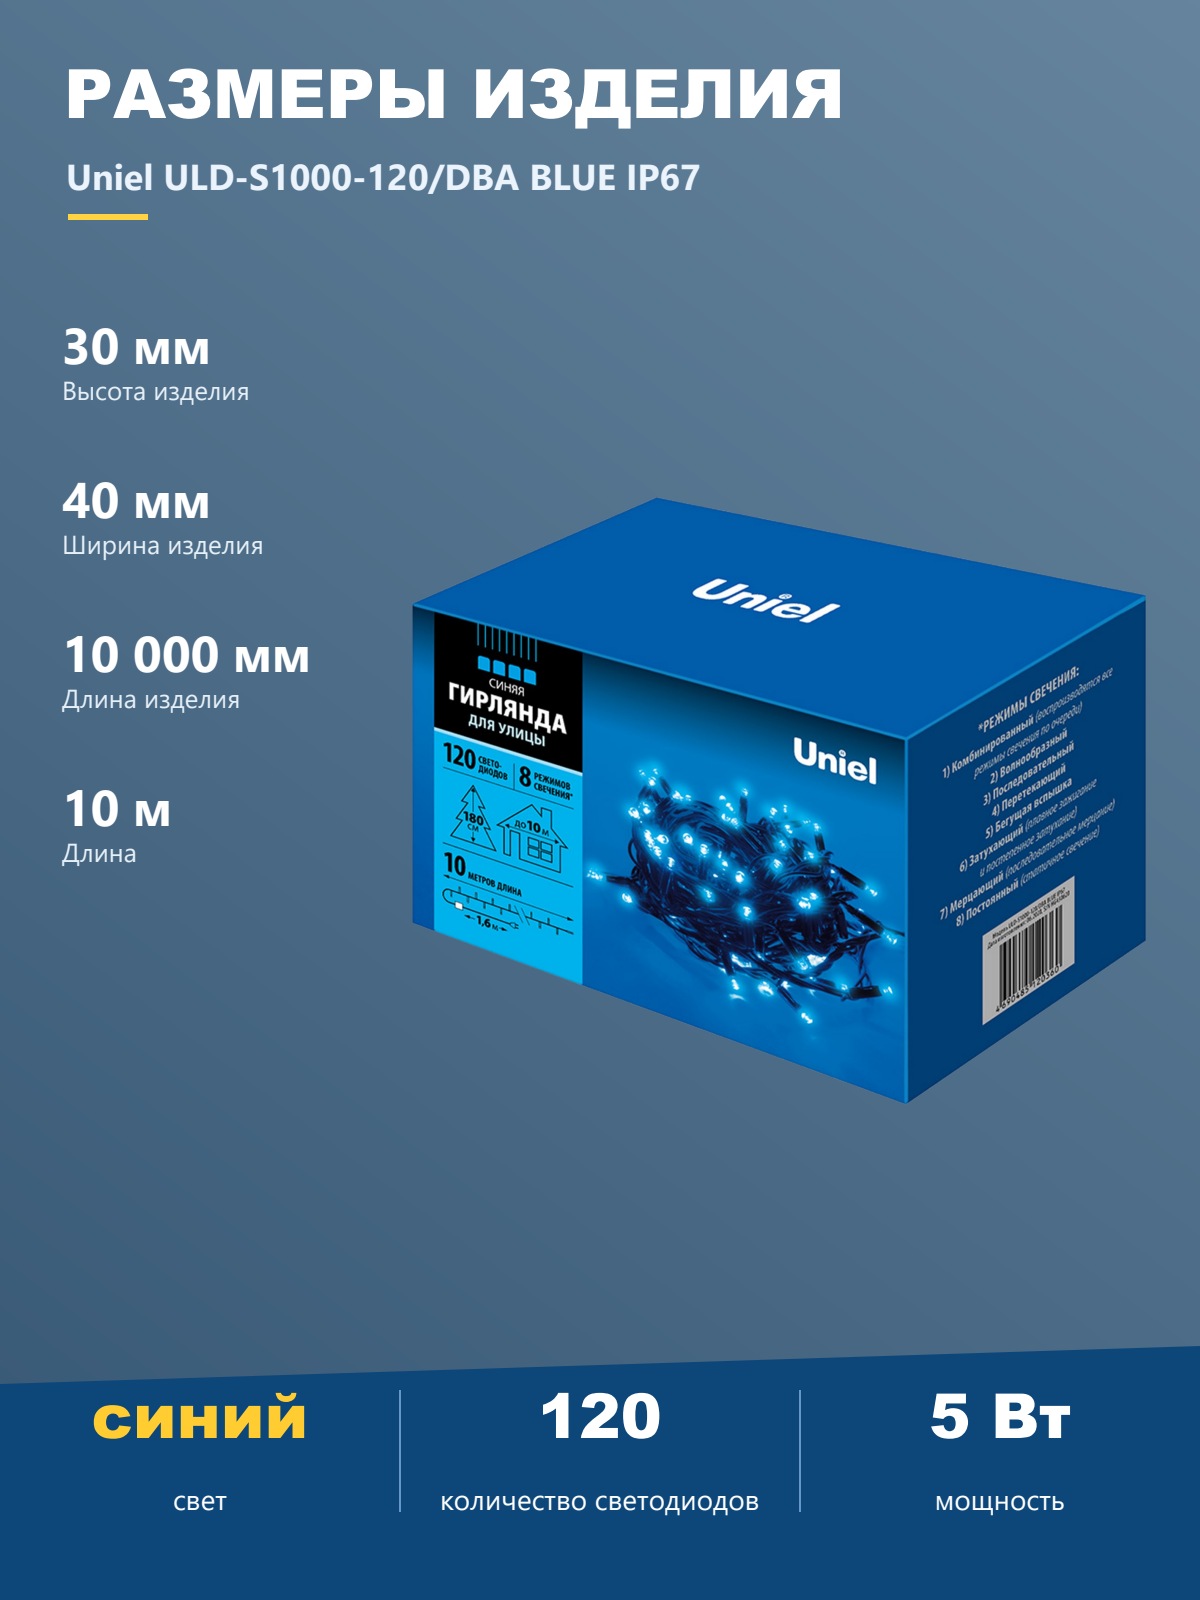 РАЗМЕРЫ ИЗДЕЛИЯ
Uniel ULD-S1000-120/DBA BLUE IP67
30 мм
Высота изделия
40 мм
Ширина изделия
10 000 мм
Длина изделия
10 м
Длина
Uniel
СИНЯЯ
ГИРЛЯНДА
ДЛЯ УЛИЦЫ
120 СВЕТО-
ДИОДОВ
8 РЕЖИМОВ
СВЕЧЕНИЯ*
180
СМ
ДО 10 М
10 МЕТРОВ ДЛИНА
1,6 м
Uniel
*РЕЖИМЫ СВЕЧЕНИЯ:
1) Комбинированный (воспроизводятся все
режимы свечения по очереди)
2) Волнообразный
3) Последовательный
4) Перетекающий
5) Бегущая вспышка
6) Затухающий (плавное зажигание
и постепенное затухание)
7) Мерцающий (последовательное мерцание)
8) Постоянный (статичное свечение)
4690485120360
синий
свет
120
количество светодиодов
5 Вт
мощность